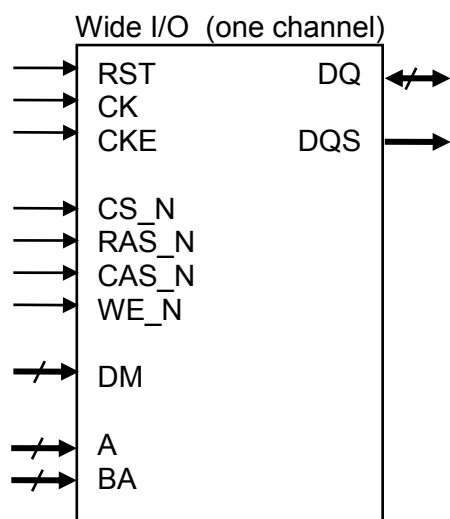 Wide I/O (one channel)
RST DQ
CK
CKE DQS
CS_N
RAS_N
CAS_N
WE_N
DM
A
BA